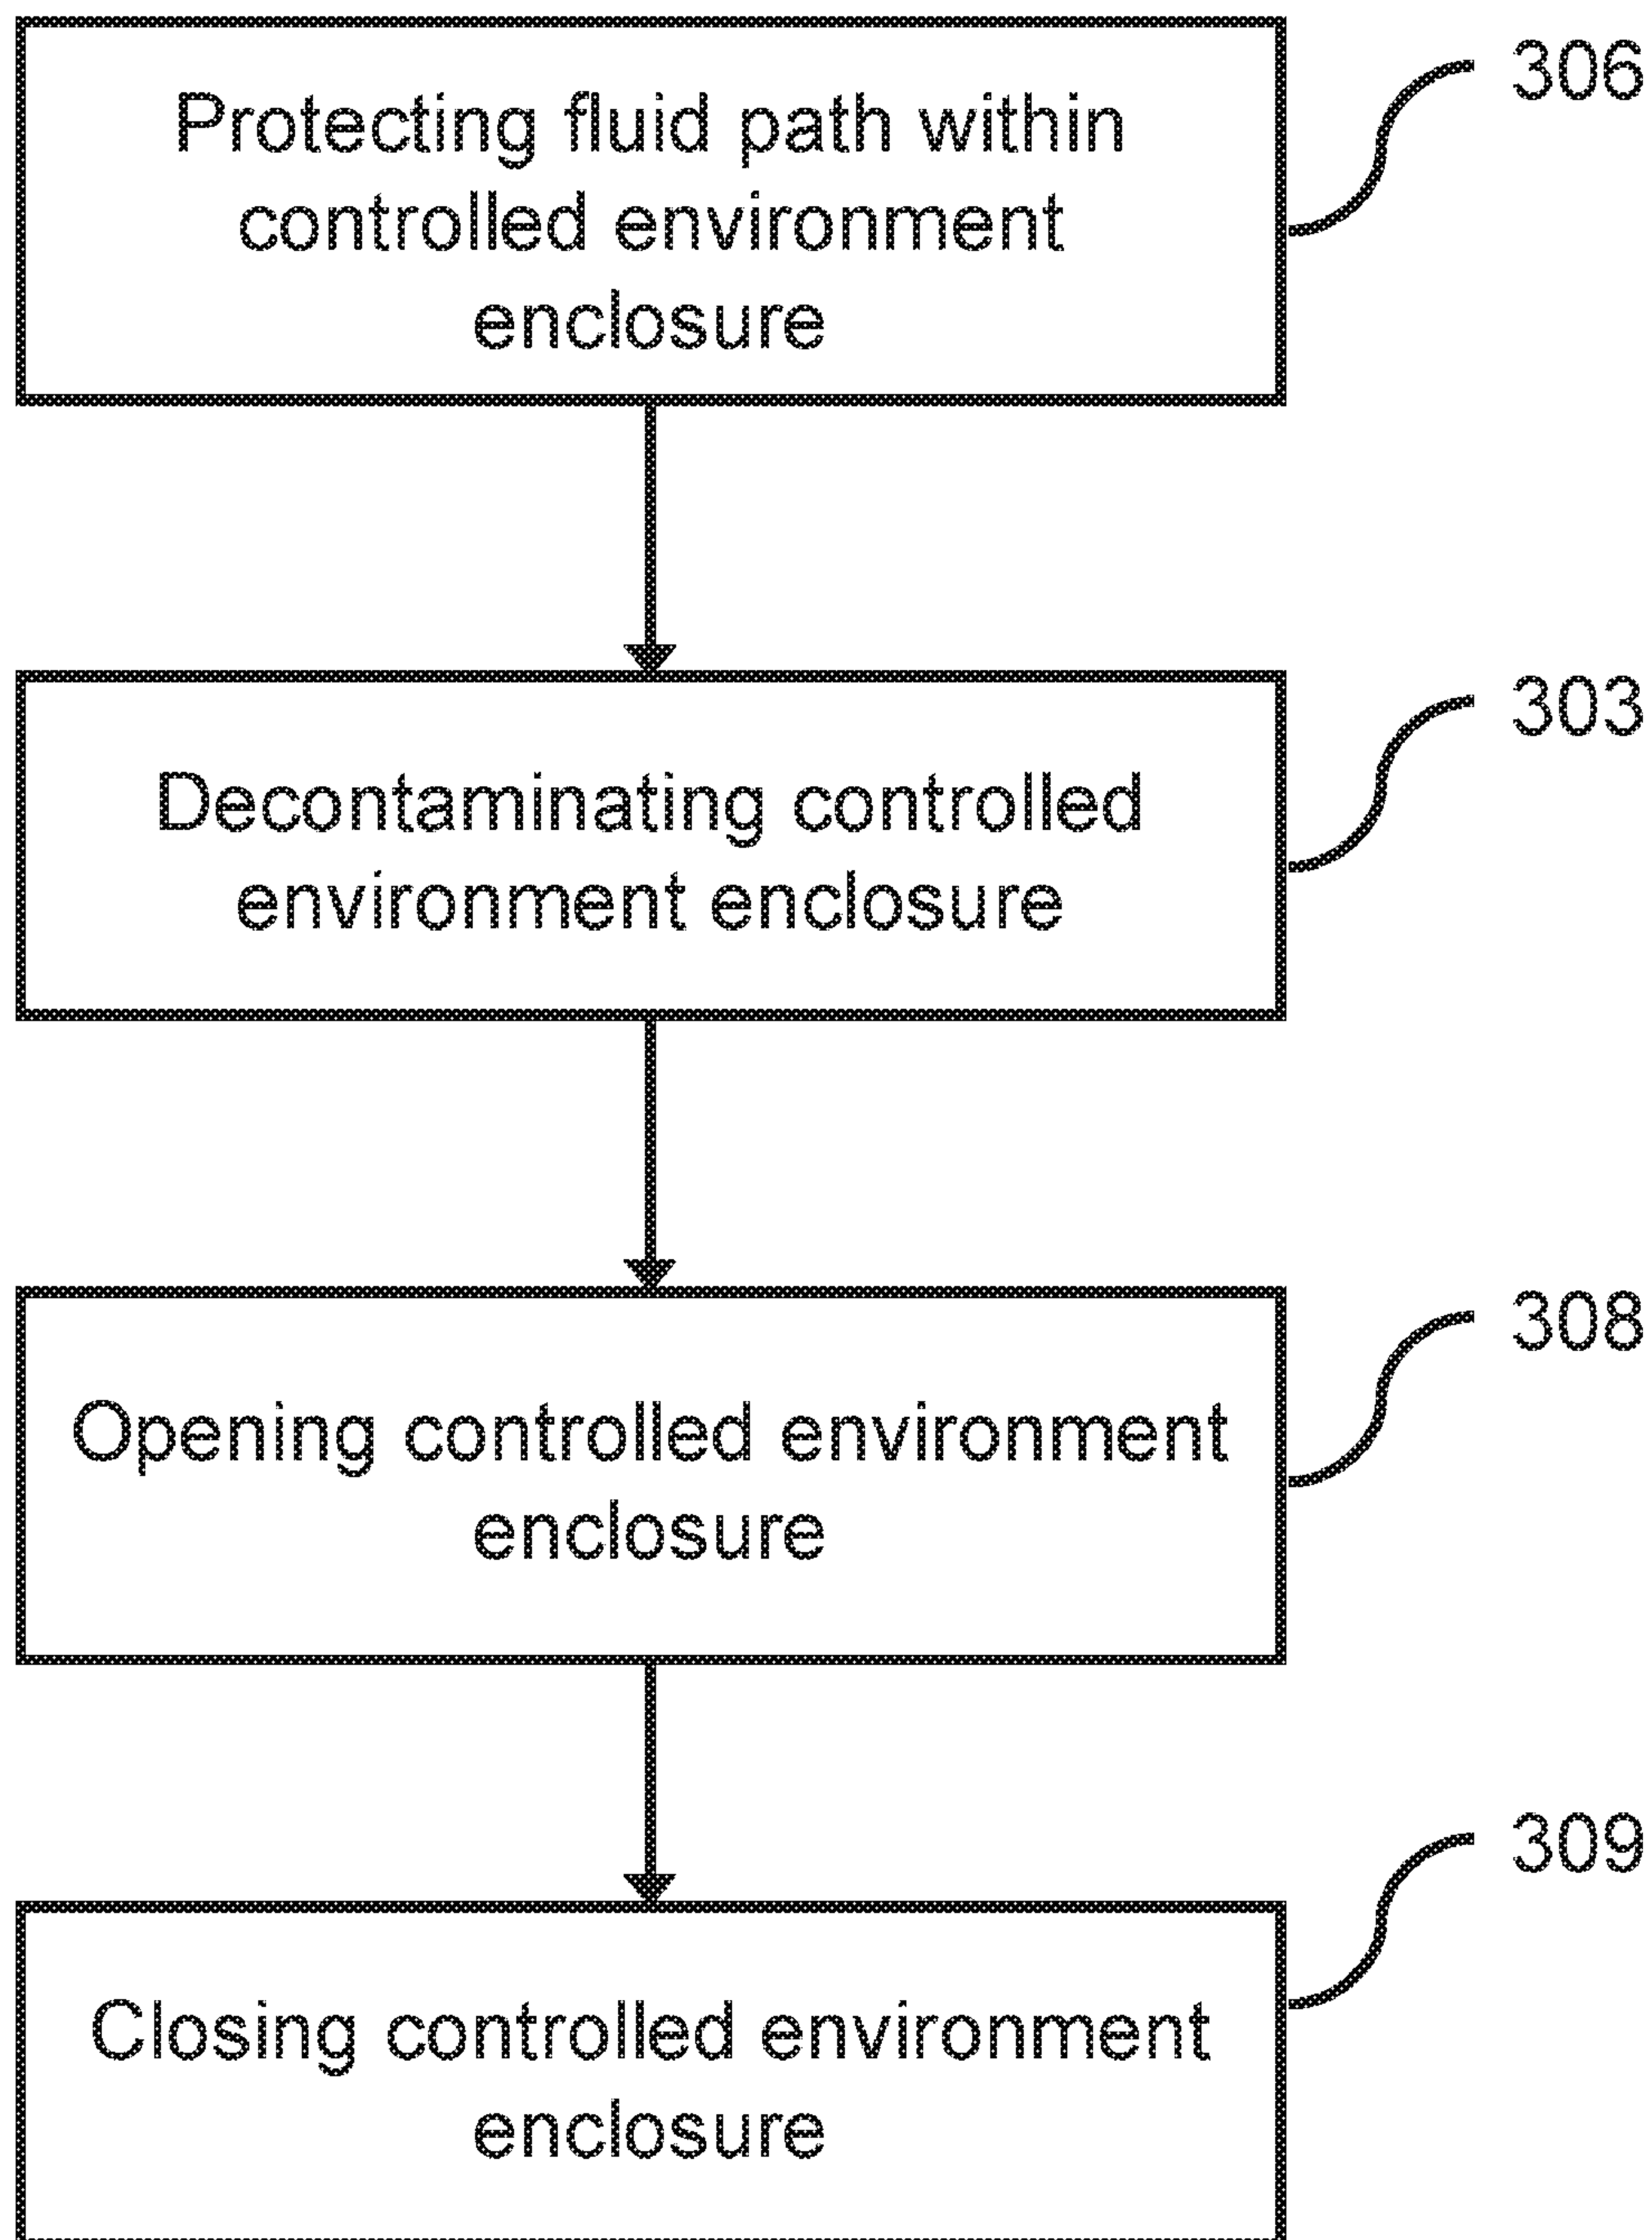 Protecting fluid path within
controlled environment
enclosure
306
Decontaminating controlled
environment enclosure
303
Opening controlled environment
enclosure
308
Closing controlled environment
enclosure
309